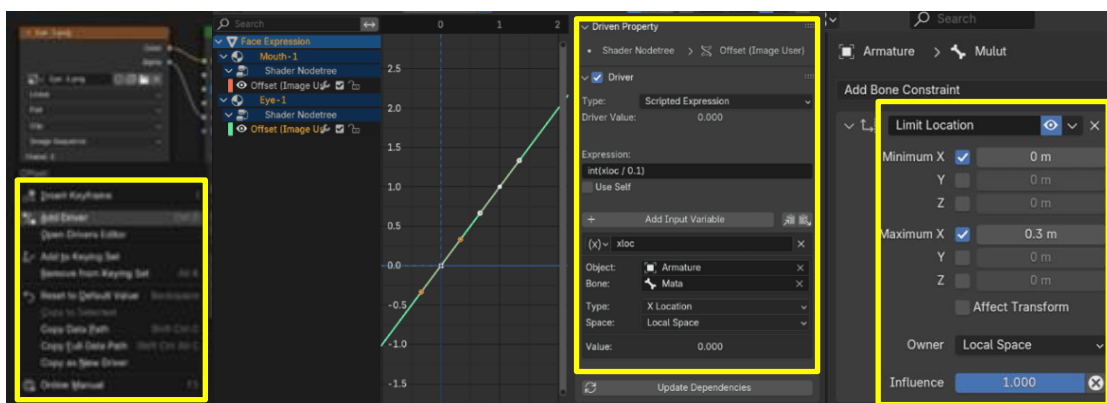 Insert Keyframe
Add Driver
Open Drivers Editor
Add to Keying Set
Remove from Keying Set
Reset to Default Value
Copy to Selected
Copy Data Path
Copy Full Data Path
Copy as New Driver
Online Manual
Search
Face Expression
Mouth-1
Shader Nodetree
Offset (Image U
Eye-1
Shader Nodetree
Offset (Image U
0 1 2
2.5
2.0
1.5
1.0
0.5
0.0
-0.5
-1.0
-1.5
Driven Property
Shader Nodetree > Offset (Image User)
Driver
Type: Scripted Expression
Driver Value: 0.000
Expression:
int(xloc / 0.1)
Use Self
+ Add Input Variable
(x) xloc
Object: Armature
Bone: Mata
Type: X Location
Space: Local Space
Value: 0.000
Update Dependencies
Search
Armature > Mulut
Add Bone Constraint
Limit Location
Minimum X 0 m
Y 0 m
Z 0 m
Maximum X 0.3 m
Y 0 m
Z 0 m
Affect Transform
Owner Local Space
Influence 1.000